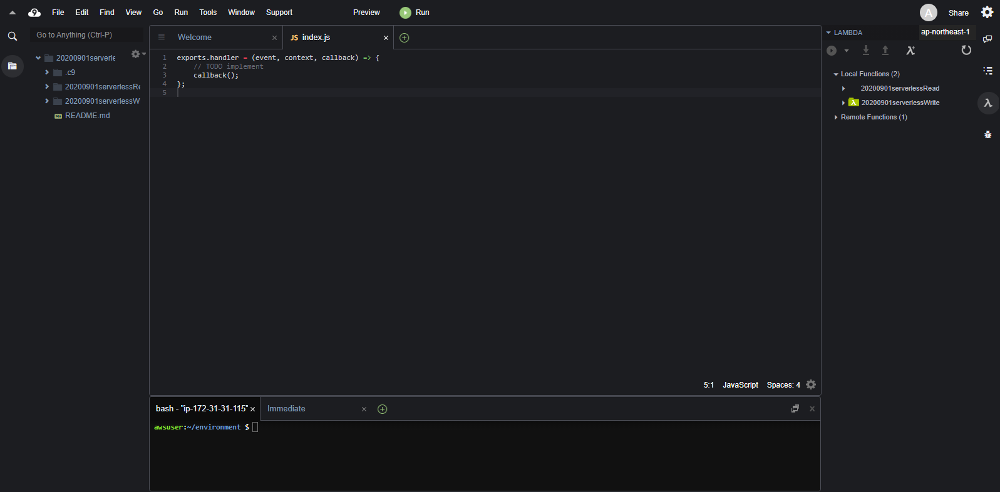 9 File Edit Find View Go Run Tools Window Support Preview Run A Share
Go to Anything (Ctrl-P)
20200901serverle
.c9
20200901serverlessRe
20200901serverlessW
README.md
Welcome × JS index.js ×
1 exports.handler = (event, context, callback) => {
2 // TODO implement
3 callback();
4 };
5
5:1 JavaScript Spaces: 4
bash - "ip-172-31-31-115" × Immediate ×
awsuser:~/environment $
LAMBDA ap-northeast-1
λ+
Local Functions (2)
20200901serverlessRead
λ 20200901serverlessWrite
Remote Functions (1)
λ